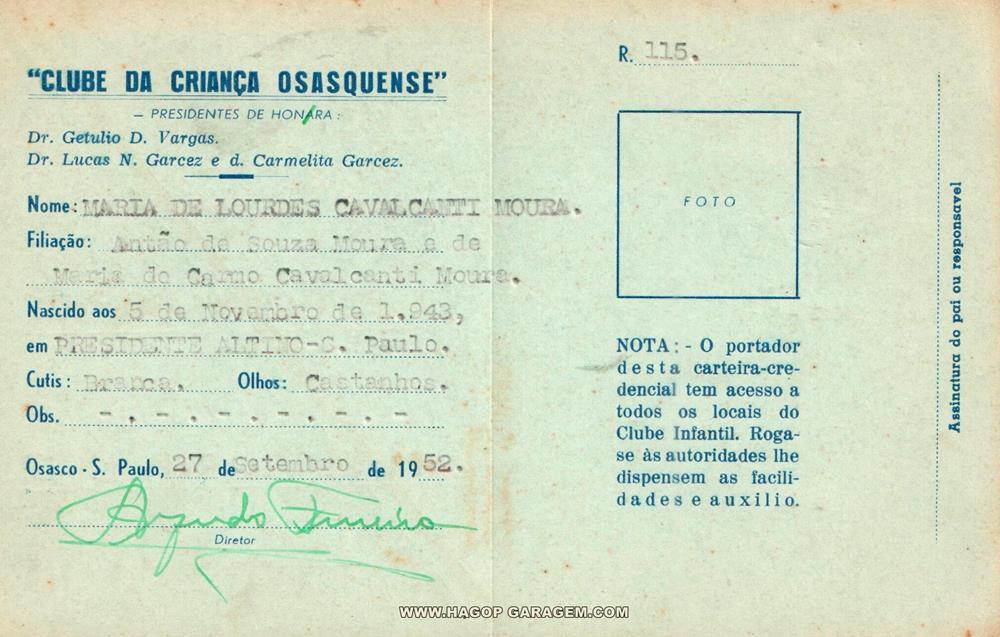 "CLUBE DA CRIANÇA OSASQUENSE"
— PRESIDENTES DE HONRARA :
Dr. Getulio D. Vargas.
Dr. Lucas N. Garcez e d. Carmelita Garcez.
Nome: MARIA DE LOURDES CAVALCANTI MOURA.
Filiação: Antão de Souza Moura e de
Maria do Carmo Cavalcanti Moura.
Nascido aos 5 de Novembro de 1.943,
em PRESIDENTE ALTINO-S. Paulo.
Cutis: Branca. Olhos: Castanhos.
Obs. -.-.-.-.-.-
Osasco - S. Paulo, 27 de Setembro de 1952.
Diretor
R. 115.
FOTO
NOTA: - O portador
desta carteira-cre-
dencial tem acesso a
todos os locais do
Clube Infantil. Roga-
se às autoridades lhe
dispensem as facili-
dades e auxilio.
Assinatura do pai ou responsavel
WWW.HAGOP GARAGEM.COM